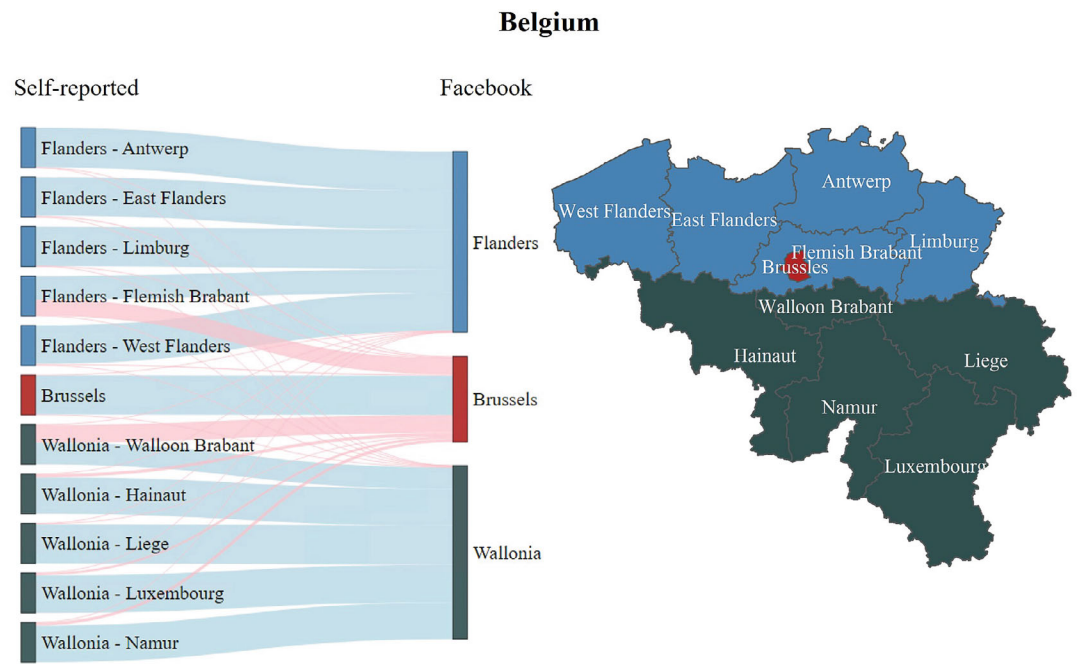 Belgium
Self-reported
Facebook
Flanders - Antwerp
Flanders - East Flanders
Flanders - Limburg
Flanders - Flemish Brabant
Flanders - West Flanders
Brussels
Wallonia - Walloon Brabant
Wallonia - Hainaut
Wallonia - Liege
Wallonia - Luxembourg
Wallonia - Namur
Flanders
Brussels
Wallonia
Antwerp
West Flanders
East Flanders
Limburg
Flemish Brabant
Brussles
Walloon Brabant
Hainaut
Liege
Namur
Luxembourg